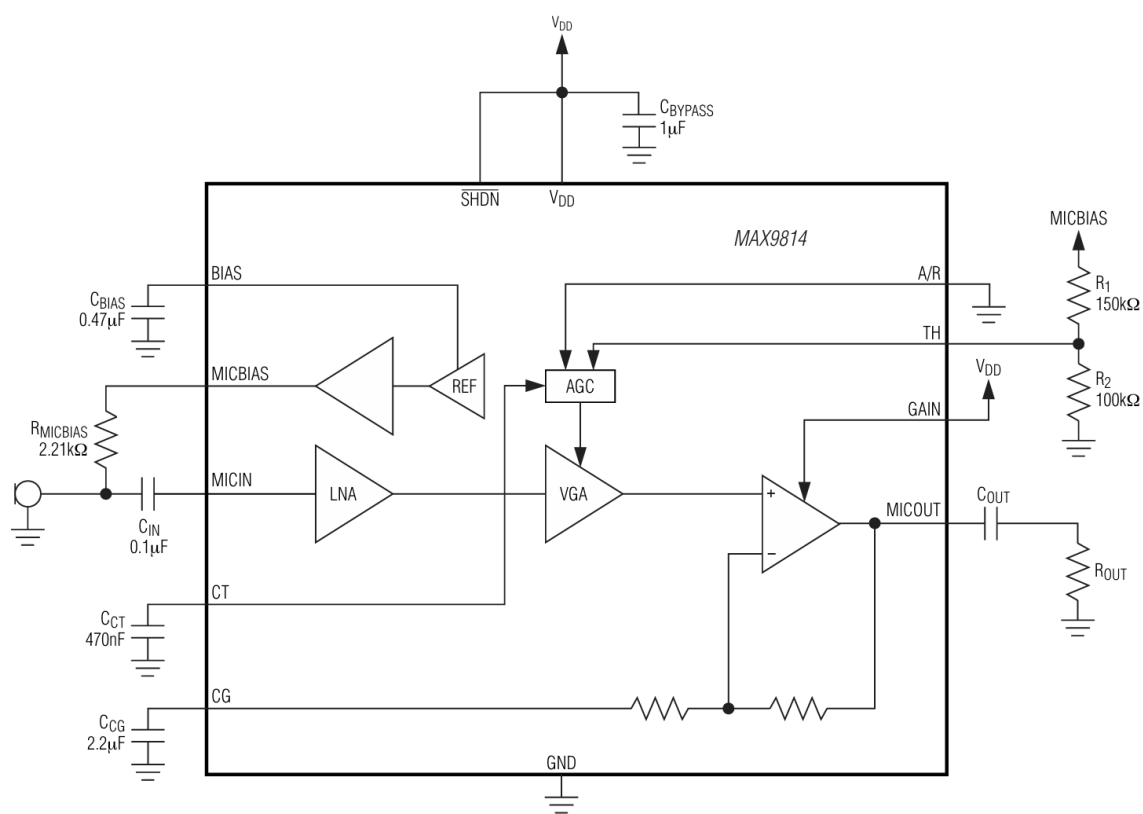 VDD
CBYPASS
1µF
SHDN
VDD
MAX9814
MICBIAS
BIAS
A/R
CBIAS
0.47µF
R1
150kΩ
TH
MICBIAS
REF
AGC
VDD
R2
100kΩ
GAIN
RMICBIAS
2.21kΩ
MICIN
LNA
VGA
+
−
MICOUT
COUT
CIN
0.1µF
ROUT
CT
CCT
470nF
CG
CCG
2.2µF
GND